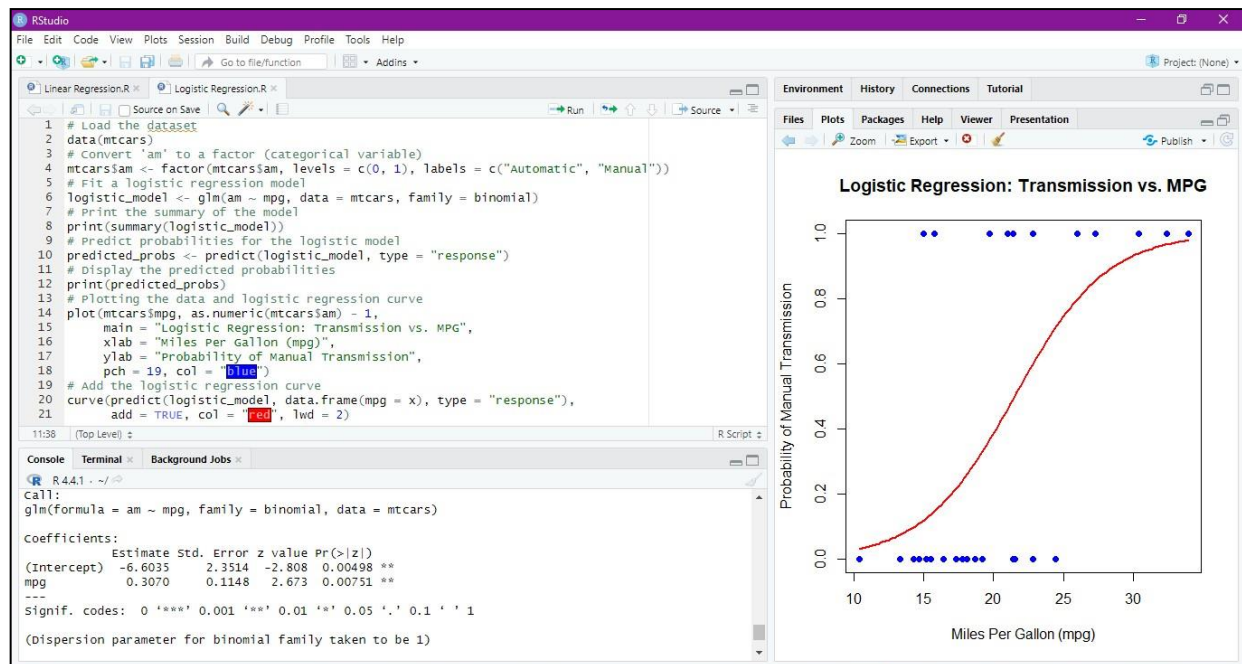 RStudio
File Edit Code View Plots Session Build Debug Profile Tools Help
Go to file/function Addins Project: (None)
Linear Regression.R Logistic Regression.R
Source on Save Run Source
1 # Load the dataset
2 data(mtcars)
3 # Convert 'am' to a factor (categorical variable)
4 mtcars$am <- factor(mtcars$am, levels = c(0, 1), labels = c("Automatic", "Manual"))
5 # Fit a logistic regression model
6 logistic_model <- glm(am ~ mpg, data = mtcars, family = binomial)
7 # Print the summary of the model
8 print(summary(logistic_model))
9 # Predict probabilities for the logistic model
10 predicted_probs <- predict(logistic_model, type = "response")
11 # Display the predicted probabilities
12 print(predicted_probs)
13 # Plotting the data and logistic regression curve
14 plot(mtcars$mpg, as.numeric(mtcars$am) - 1,
15 main = "Logistic Regression: Transmission vs. MPG",
16 xlab = "Miles Per Gallon (mpg)",
17 ylab = "Probability of Manual Transmission",
18 pch = 19, col = "blue")
19 # Add the logistic regression curve
20 curve(predict(logistic_model, data.frame(mpg = x), type = "response"),
21 add = TRUE, col = "red", lwd = 2)
11:38 (Top Level) R Script
Console Terminal Background Jobs
R 4.4.1 · ~/
Call:
glm(formula = am ~ mpg, family = binomial, data = mtcars)
Coefficients:
Estimate Std. Error z value Pr(>|z|)
(Intercept) -6.6035 2.3514 -2.808 0.00498 **
mpg 0.3070 0.1148 2.673 0.00751 **
---
Signif. codes: 0 ‘***’ 0.001 ‘**’ 0.01 ‘*’ 0.05 ‘.’ 0.1 ‘ ’ 1
(Dispersion parameter for binomial family taken to be 1)
Environment History Connections Tutorial
Files Plots Packages Help Viewer Presentation
Zoom Export Publish
Logistic Regression: Transmission vs. MPG
Probability of Manual Transmission
1.0
0.8
0.6
0.4
0.2
0.0
10 15 20 25 30
Miles Per Gallon (mpg)